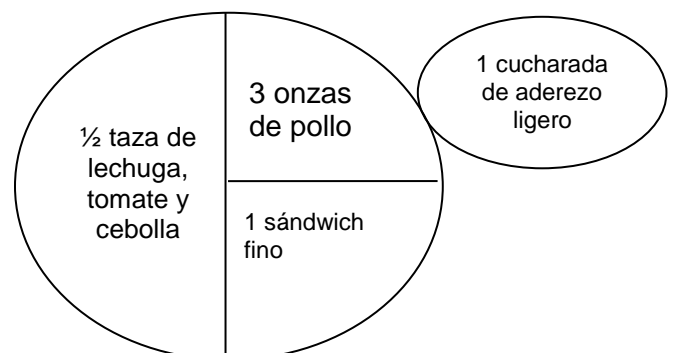 ½ taza de
lechuga,
tomate y
cebolla
3 onzas
de pollo
1 sándwich
fino
1 cucharada
de aderezo
ligero